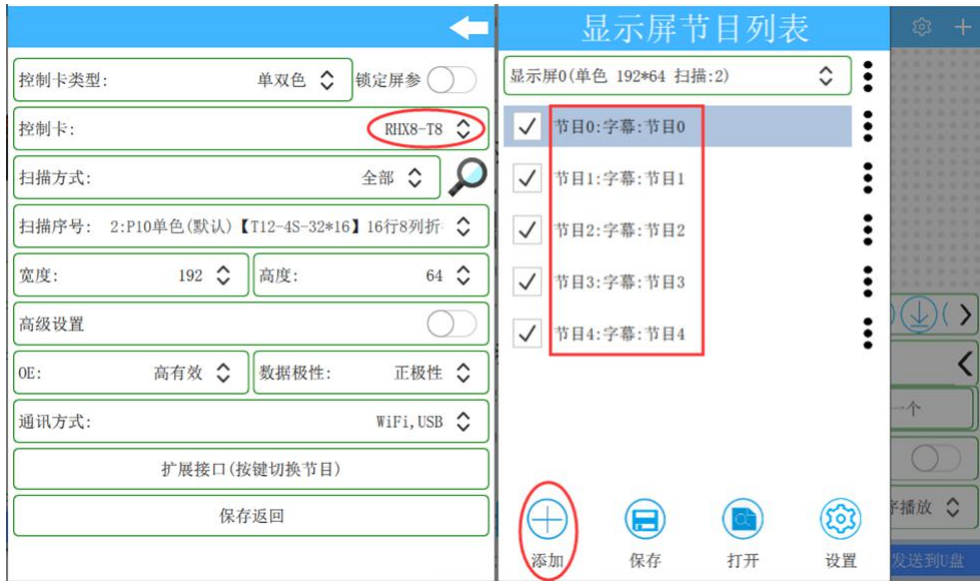 控制卡类型: 单双色 锁定屏参
控制卡: RHX8-T8
扫描方式: 全部
扫描序号: 2:P10单色(默认)【T12-4S-32*16】16行8列折
宽度: 192 高度: 64
高级设置
OE: 高有效 数据极性: 正极性
通讯方式: WiFi,USB
扩展接口(按键切换节目)
保存返回
显示屏节目列表
显示屏0(单色 192*64 扫描:2)
节目0:字幕:节目0
节目1:字幕:节目1
节目2:字幕:节目2
节目3:字幕:节目3
节目4:字幕:节目4
添加 保存 打开 设置
一个
序播放
发送到U盘